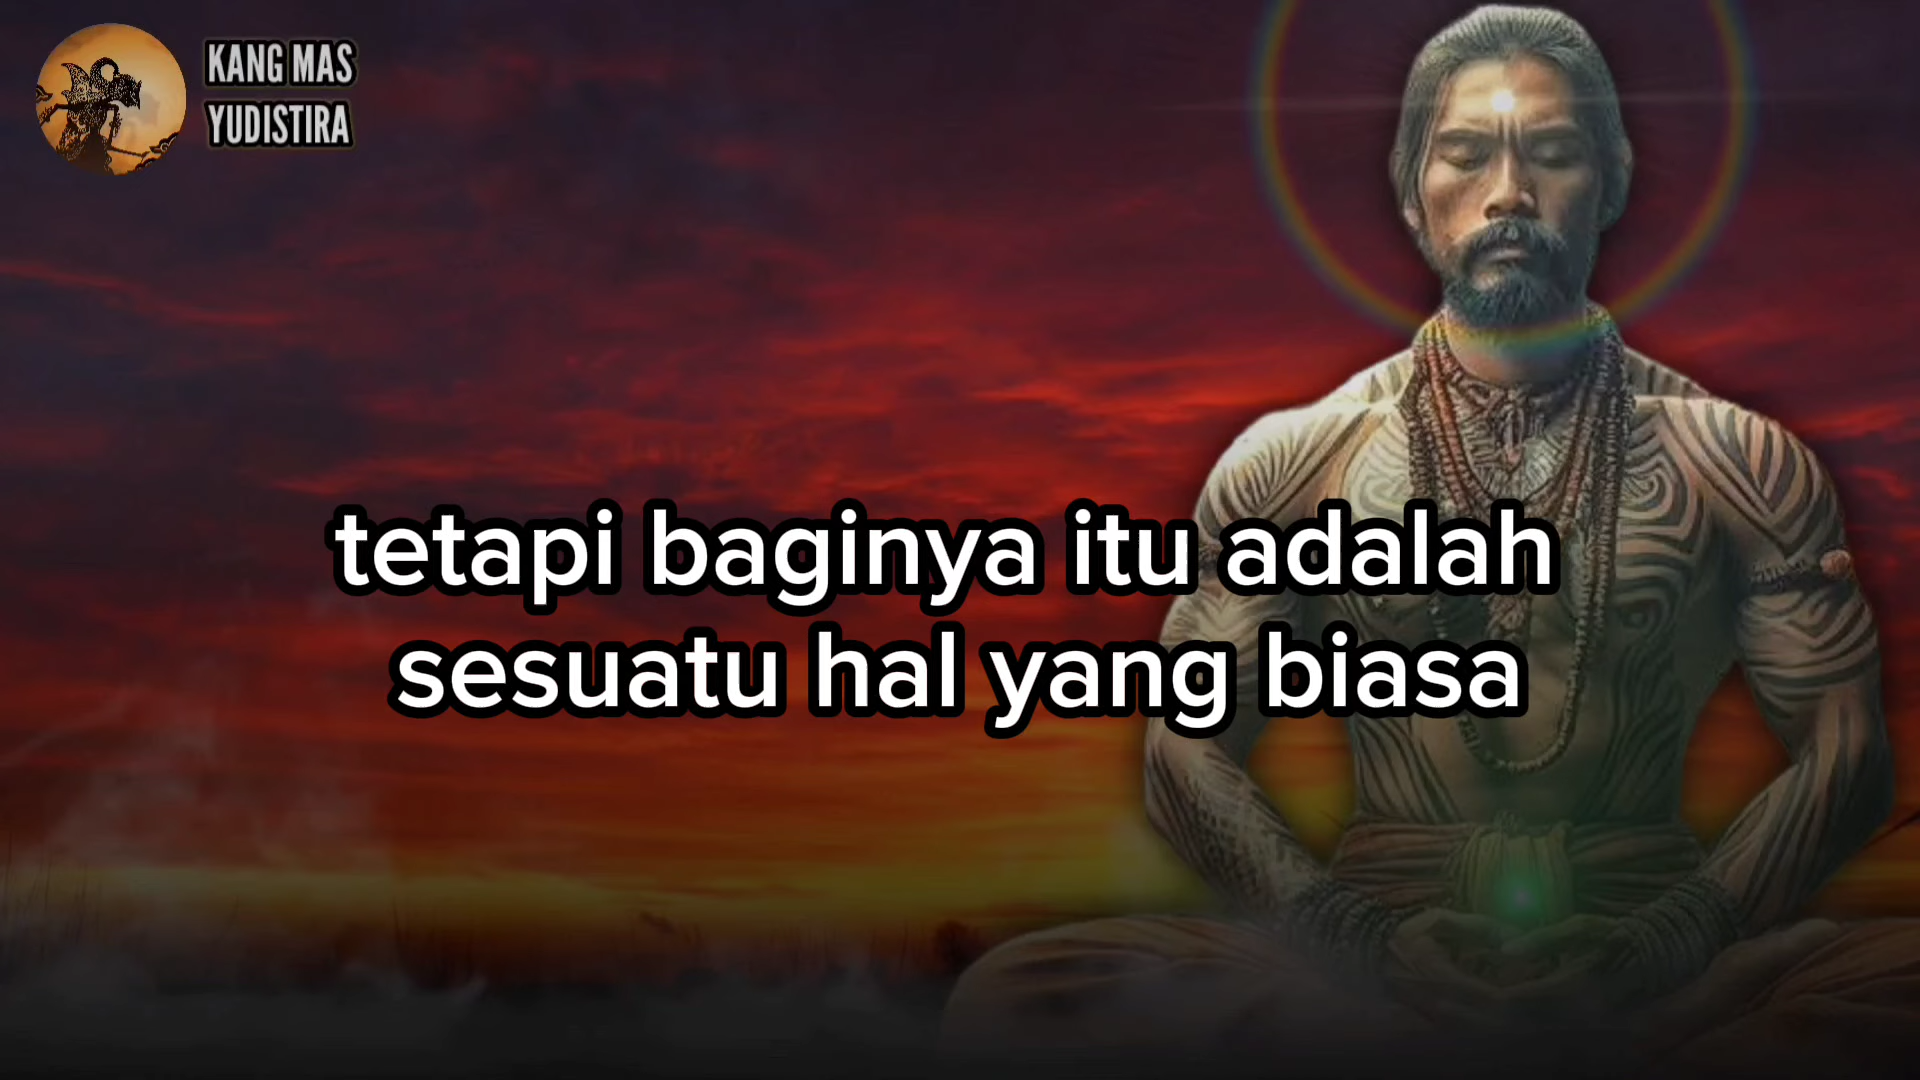 KANG MAS
YUDISTIRA
tetapi baginya itu adalah
sesuatu hal yang biasa